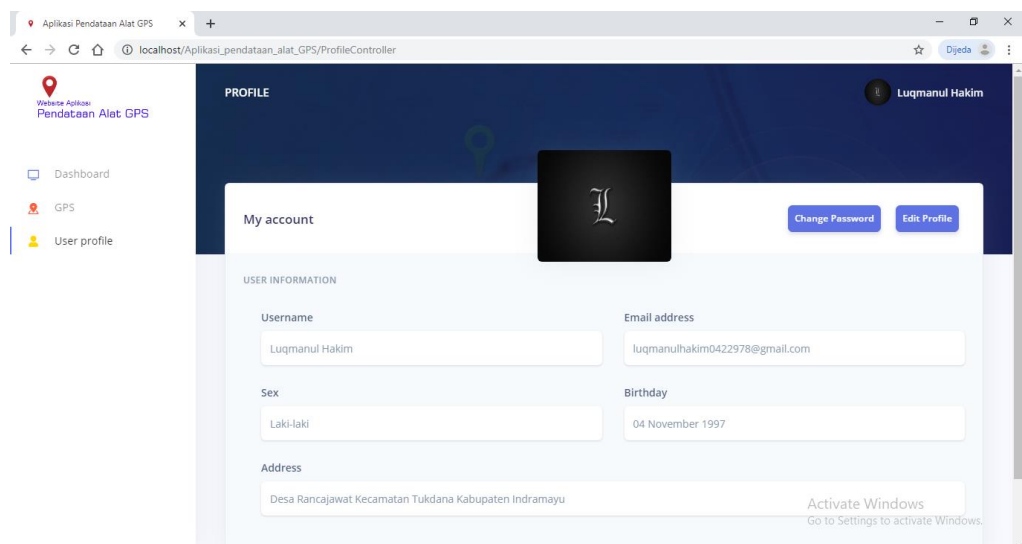 Aplikasi Pendataan Alat GPS
localhost/Aplikasi_pendataan_alat_GPS/ProfileController
Dijeda
Website Aplikasi
Pendataan Alat GPS
PROFILE
L
Luqmanul Hakim
Dashboard
GPS
User profile
L
My account
Change Password
Edit Profile
USER INFORMATION
Username
Email address
Luqmanul Hakim
luqmanulhakim0422978@gmail.com
Sex
Birthday
Laki-laki
04 November 1997
Address
Desa Rancajawat Kecamatan Tukdana Kabupaten Indramayu
Activate Windows
Go to Settings to activate Windows.